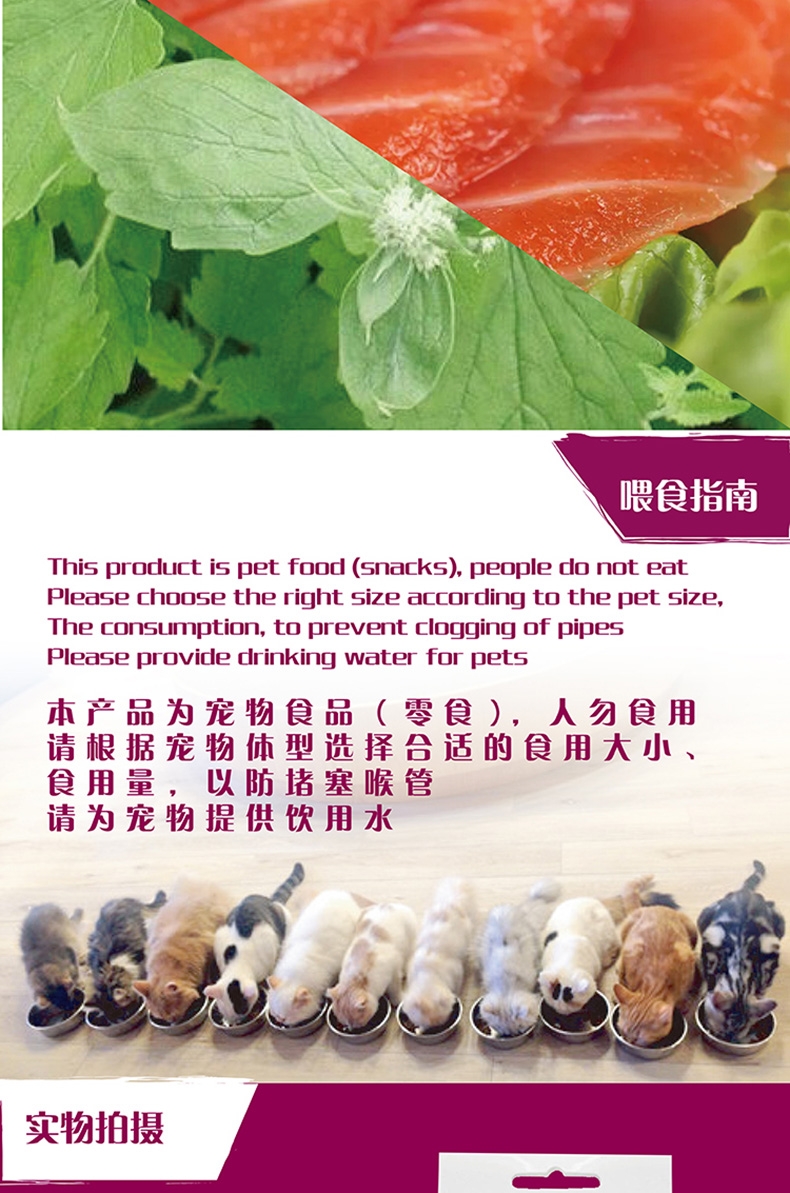 喂食指南
This product is pet food (snacks), people do not eat
Please choose the right size according to the pet size,
The consumption, to prevent clogging of pipes
Please provide drinking water for pets
本产品为宠物食品（零食），人勿食用
请根据宠物体型选择合适的食用大小、
食用量，以防堵塞喉管
请为宠物提供饮用水
实物拍摄